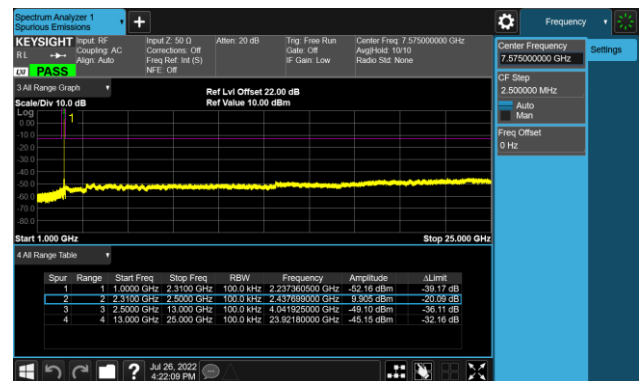 Spectrum Analyzer 1
Spurious Emissions
Frequency
KEYSIGHT
Input: RF
Coupling: AC
Align: Auto
Input Z: 50 Ω
Corrections: Off
Freq Ref: Int (S)
NFE: Off
Atten: 20 dB
Trig: Free Run
Gate: Off
IF Gain: Low
Center Freq: 7.575000000 GHz
Avg|Hold: 10/10
Radio Std: None
RL
LXI
PASS
Center Frequency
7.575000000 GHz
Settings
CF Step
2.500000 MHz
Auto
Man
Freq Offset
0 Hz
3 All Range Graph
Scale/Div 10.0 dB
Ref Lvl Offset 22.00 dB
Ref Value 10.00 dBm
Log
1
0.00
-10.0
-20.0
-30.0
-40.0
-50.0
-60.0
-70.0
-80.0
Start 1.000 GHz
Stop 25.000 GHz
4 All Range Table
Spur Range Start Freq Stop Freq RBW Frequency Amplitude ΔLimit
1 1 1.0000 GHz 2.3100 GHz 100.0 kHz 2.237360500 GHz -52.16 dBm -39.17 dB
2 2 2.3100 GHz 2.5000 GHz 100.0 kHz 2.437699000 GHz 9.905 dBm -20.09 dB
3 3 2.5000 GHz 13.000 GHz 100.0 kHz 4.041925000 GHz -49.10 dBm -36.11 dB
4 4 13.000 GHz 25.000 GHz 100.0 kHz 23.92180000 GHz -45.15 dBm -32.16 dB
?
Jul 26, 2022
4:22:09 PM